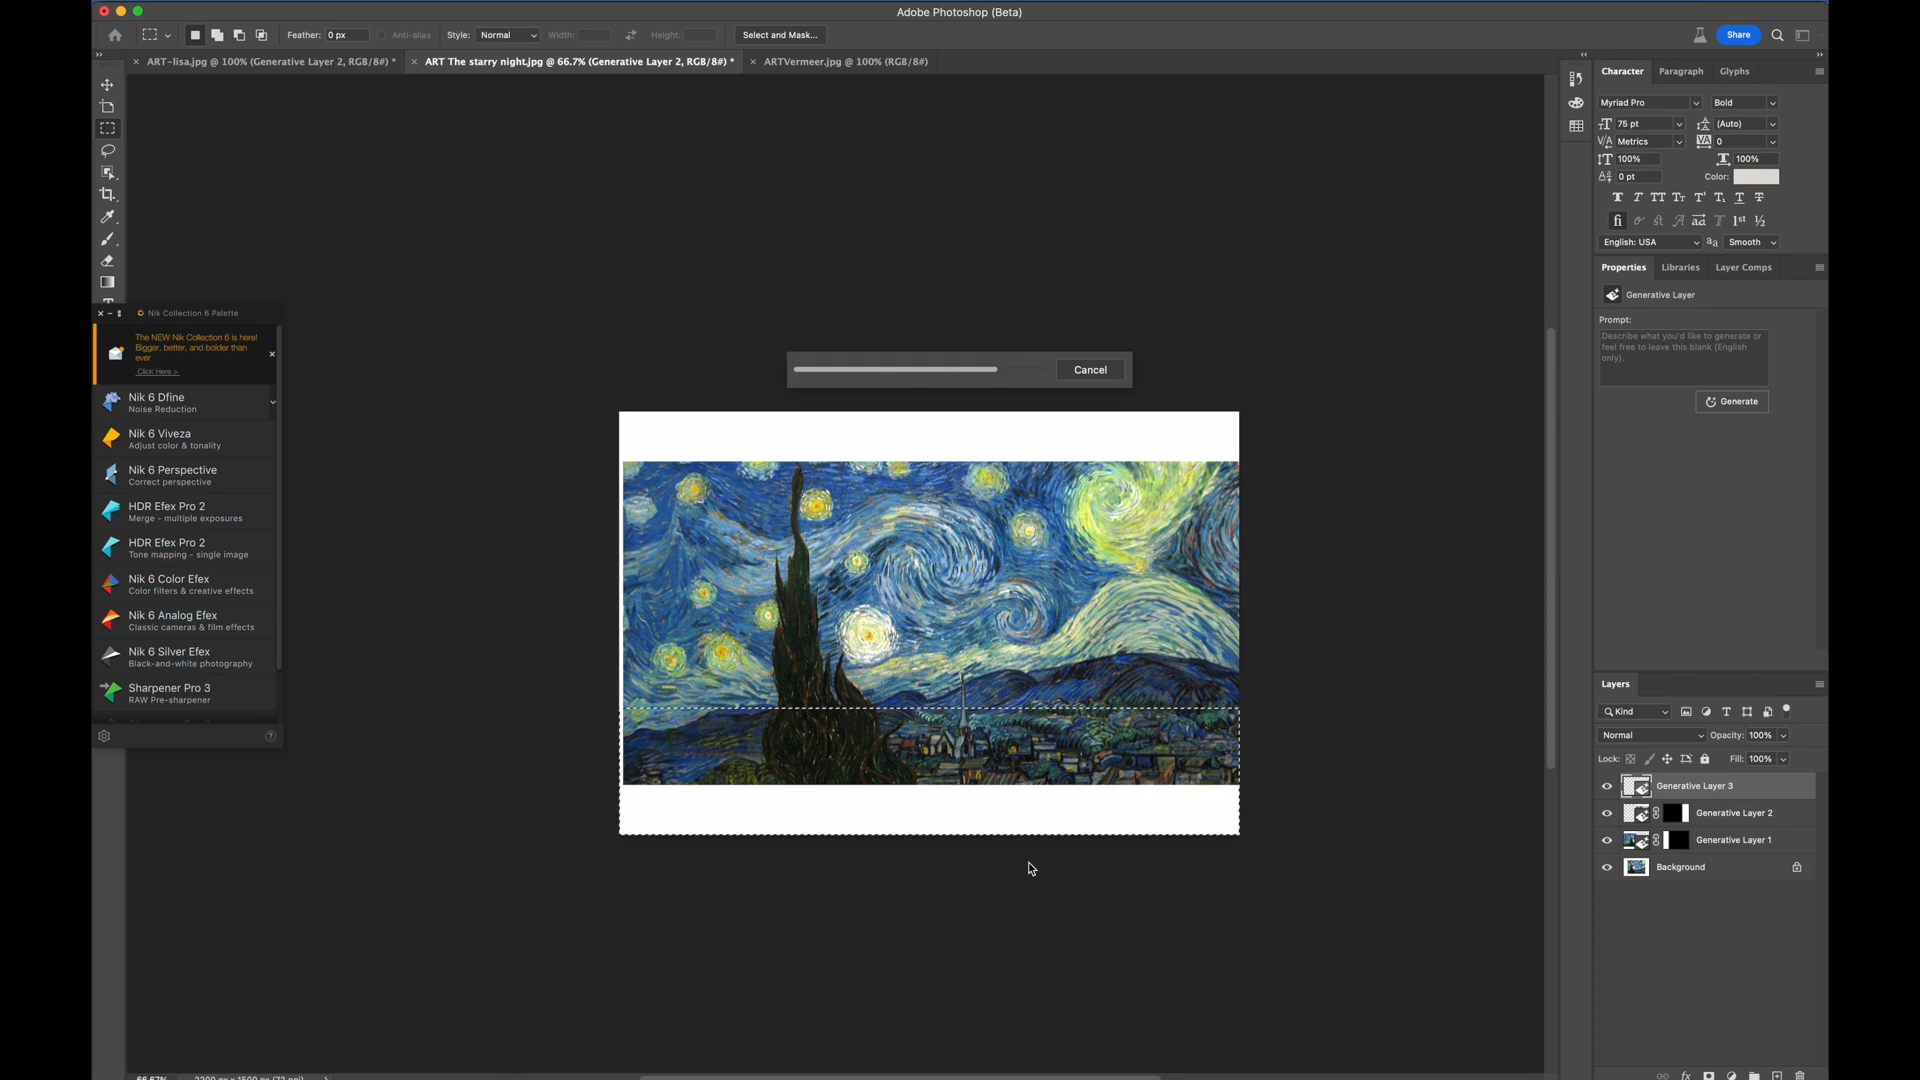 Adobe Photoshop (Beta)
Feather: 0 px Anti-alias Style: Normal Width: Height: Select and Mask... Share
ART-lisa.jpg @ 100% (Generative Layer 2, RGB/8#) *
ART The starry night.jpg @ 66.7% (Generative Layer 2, RGB/8#) *
ARTVermeer.jpg @ 100% (RGB/8#)
Character Paragraph Glyphs
Myriad Pro Bold
75 pt (Auto)
Metrics 0
100% 100%
0 pt Color:
English: USA Smooth
Properties Libraries Layer Comps
Generative Layer
Prompt:
Describe what you'd like to generate or
feel free to leave this blank (English
only).
Generate
Nik Collection 6 Palette
The NEW Nik Collection 6 is here!
Bigger, better, and bolder than
ever
Click Here >
Nik 6 Dfine
Noise Reduction
Nik 6 Viveza
Adjust color & tonality
Nik 6 Perspective
Correct perspective
HDR Efex Pro 2
Merge - multiple exposures
HDR Efex Pro 2
Tone mapping - single image
Nik 6 Color Efex
Color filters & creative effects
Nik 6 Analog Efex
Classic cameras & film effects
Nik 6 Silver Efex
Black-and-white photography
Sharpener Pro 3
RAW Pre-sharpener
Cancel
Layers
Kind
Normal Opacity: 100%
Lock: Fill: 100%
Generative Layer 3
Generative Layer 2
Generative Layer 1
Background